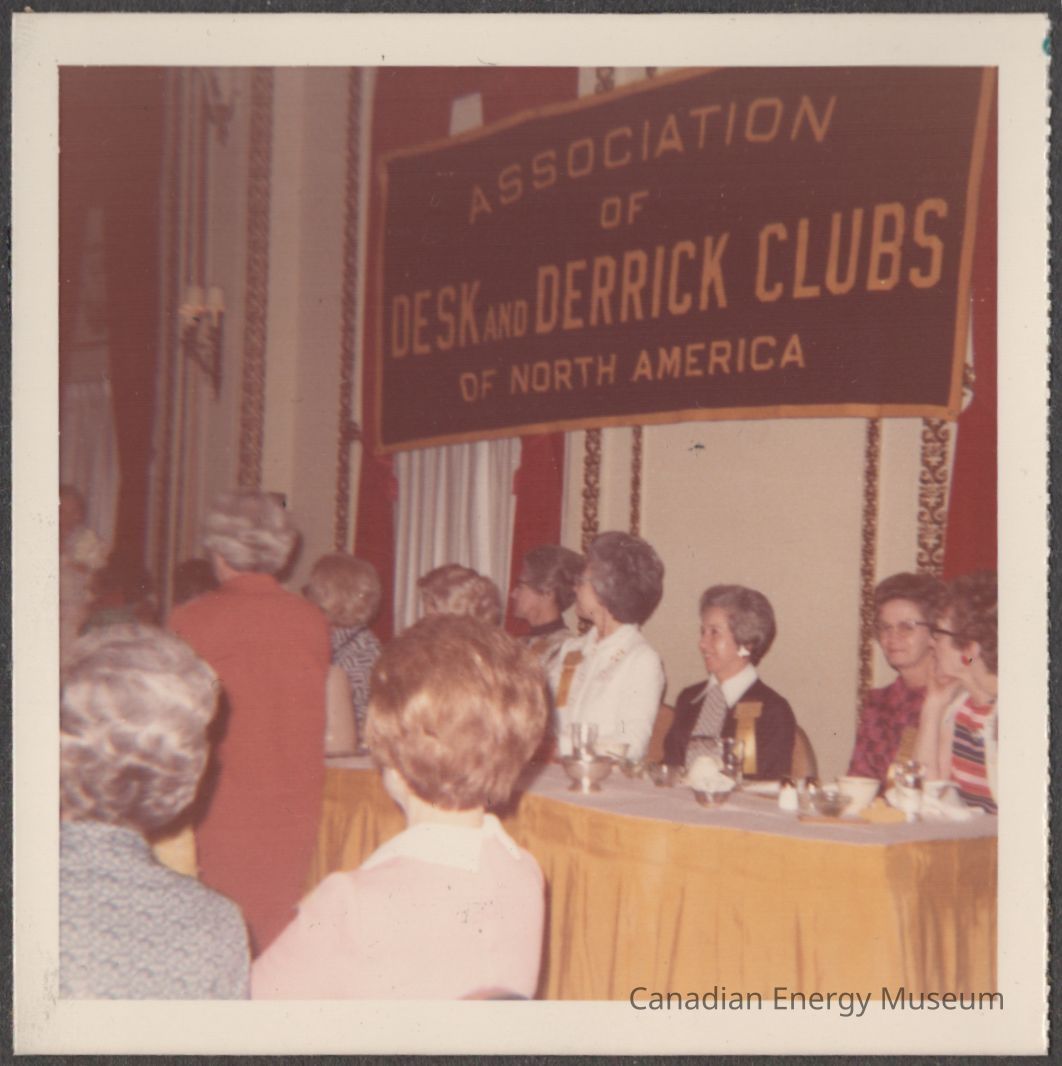 ASSOCIATION
OF
DESK AND DERRICK CLUBS
OF NORTH AMERICA
Canadian Energy Museum